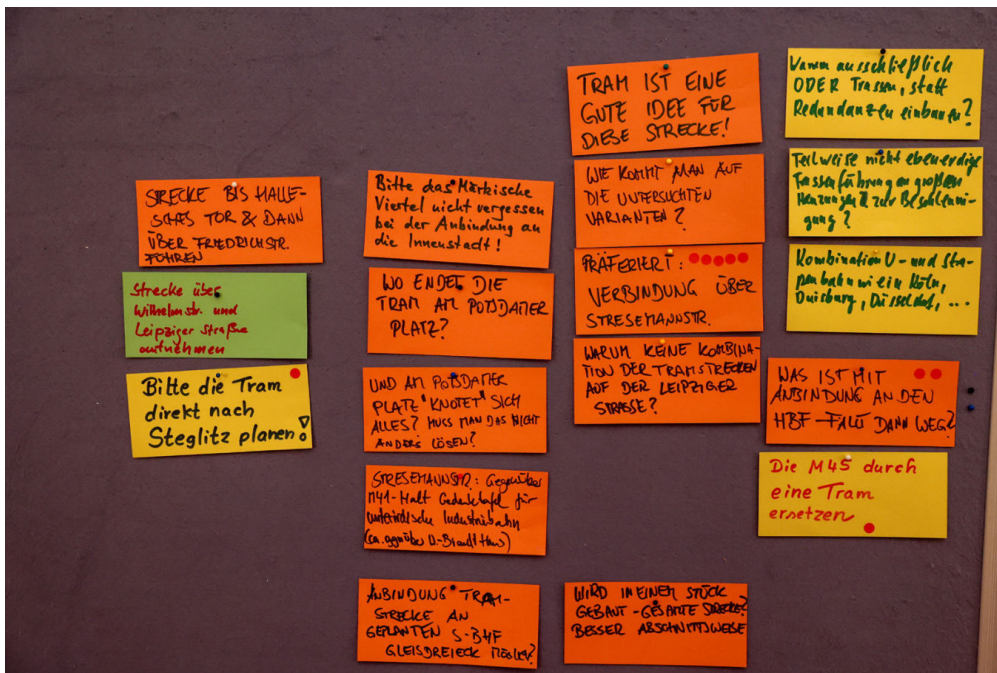 STRECKE BIS HALLE-
SCHES TOR & DANN
ÜBER FRIEDRICHSTR.
FÜHREN
Strecke über
Wilhelmstr. und
Leipziger Straße
aufnehmen
Bitte die Tram
direkt nach
Steglitz planen!
Bitte das Märkische
Viertel nicht vergessen
bei der Anbindung an
die Innenstadt!
WO ENDET DIE
TRAM AM POTSDAMER
PLATZ?
UND AM POTSDAMER
PLATZ "KNOTET" SICH
ALLES? MUSS MAN DAS NICHT
ANDERS LÖSEN?
STRESEMANNSTR.: Gegenüber
M41-Halt Gedenktafel für
unterirdische Industriebahn
(ca. ggnüber W-Brandt Haus)
ANBINDUNG TRAM-
STRECKE AN
GEPLANTEN S-BHF
GLEISDREIECK MÖGLICH?
TRAM IST EINE
GUTE IDEE FÜR
DIESE STRECKE!
WIE KOMMT MAN AUF
DIE UNTERSUCHTEN
VARIANTEN?
PRÄFERIERT:
VERBINDUNG ÜBER
STRESEMANNSTR.
WARUM KEINE KOMBINA-
TION DER TRAMSTRECKEN
AUF DER LEIPZIGER
STRASSE?
WIRD IN EINEM STÜCK
GEBAUT - GESAMTE STRECKE?
BESSER ABSCHNITTSWEISE
Warum ausschließlich
ODER Trassen, statt
Redundanzen einbauen?
Teilweise nicht ebenerdige
Trassenführung an großen
Kreuzungen zur Beschleuni-
gung?
Kombination U- und Stra-
ßenbahn wie in Köln,
Duisburg, Düsseldorf, ...
WAS IST MIT
ANBINDUNG AN DEN
HBF - FÄLLT DANN WEG?
Die M45 durch
eine Tram
ersetzen